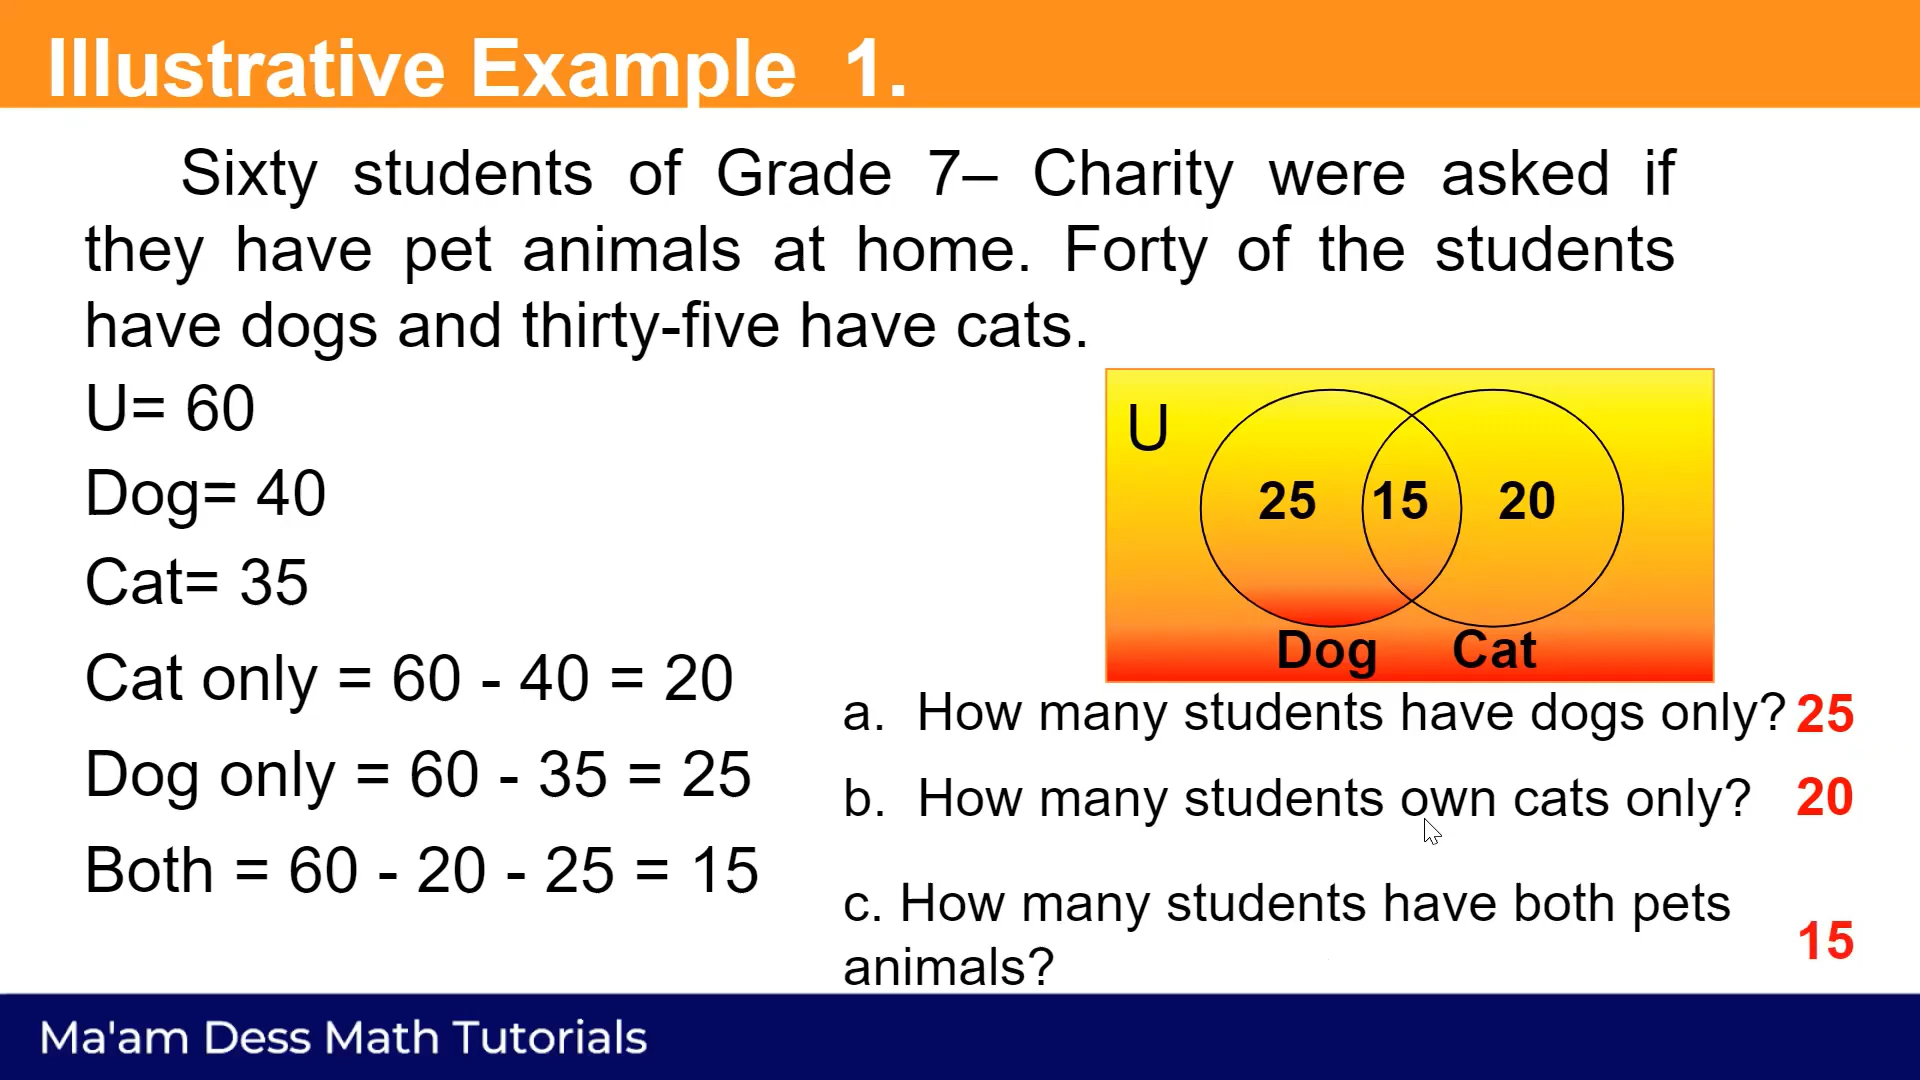 Illustrative Example 1.
Sixty students of Grade 7– Charity were asked if
they have pet animals at home. Forty of the students
have dogs and thirty-five have cats.
U= 60
Dog= 40
Cat= 35
Cat only = 60 - 40 = 20
Dog only = 60 - 35 = 25
Both = 60 - 20 - 25 = 15
U
25 15 20
Dog Cat
a. How many students have dogs only? 25
b. How many students own cats only? 20
c. How many students have both pets
animals? 15
Ma'am Dess Math Tutorials